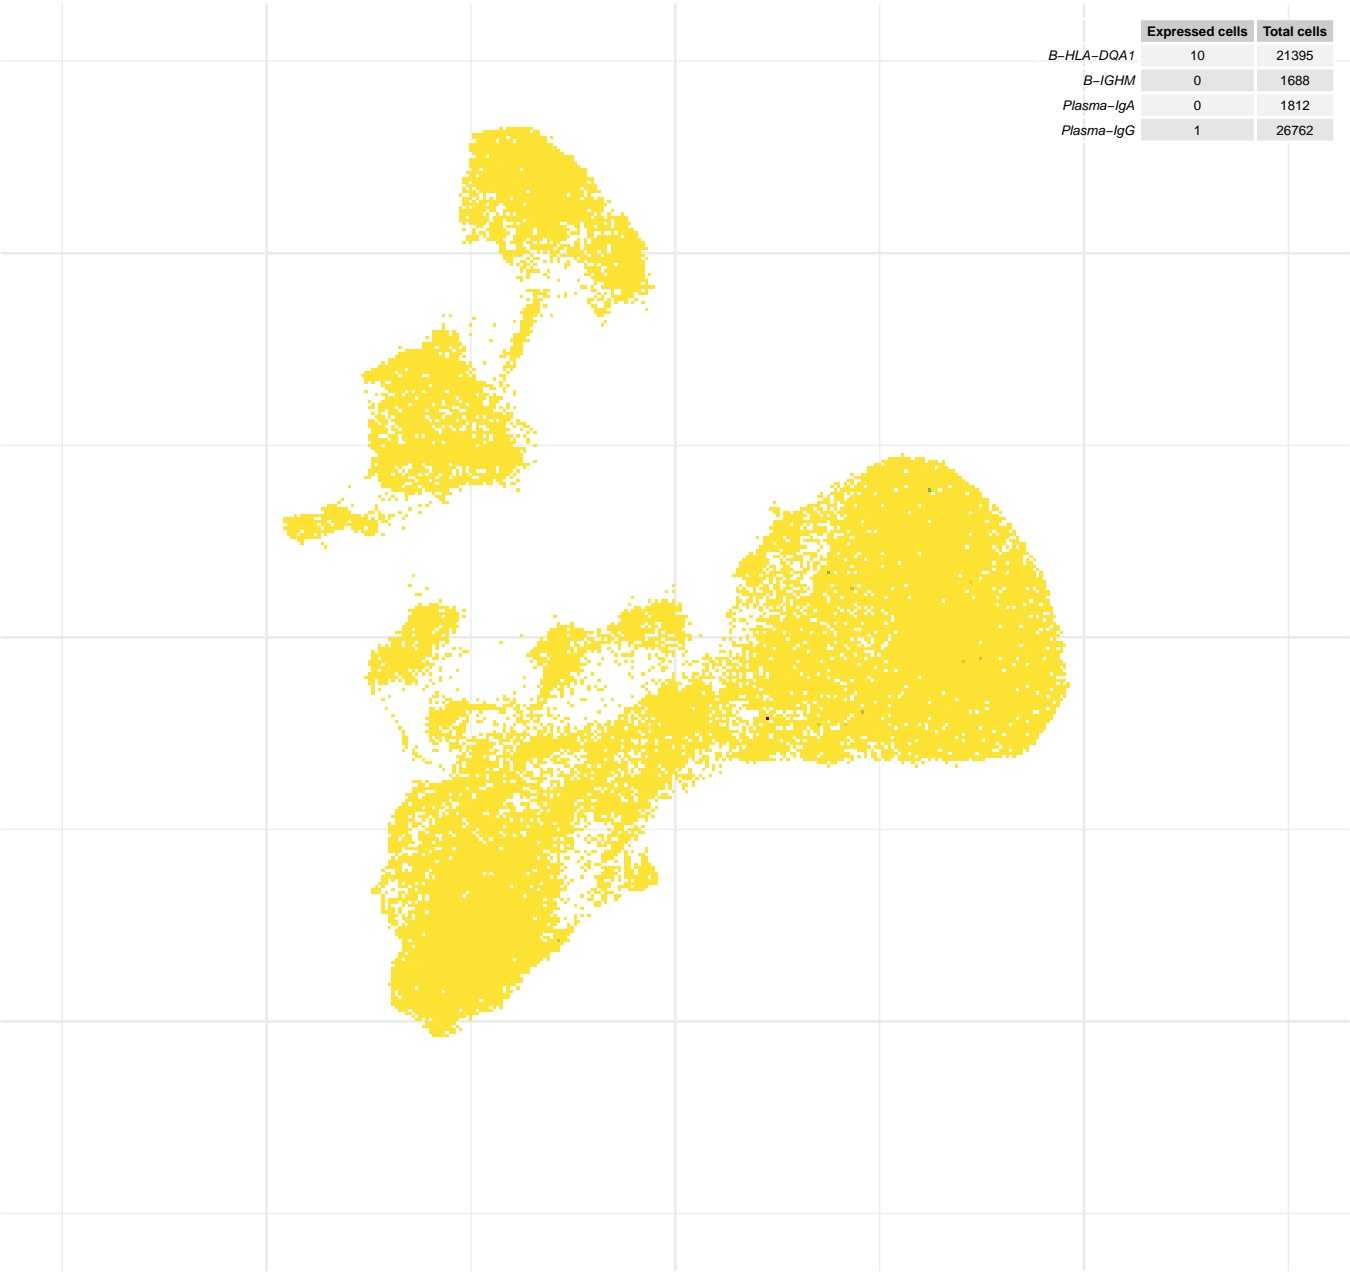 Expressed cells Total cells
B−HLA−DQA1 10 21395
B−IGHM 0 1688
Plasma−IgA 0 1812
Plasma−IgG 1 26762